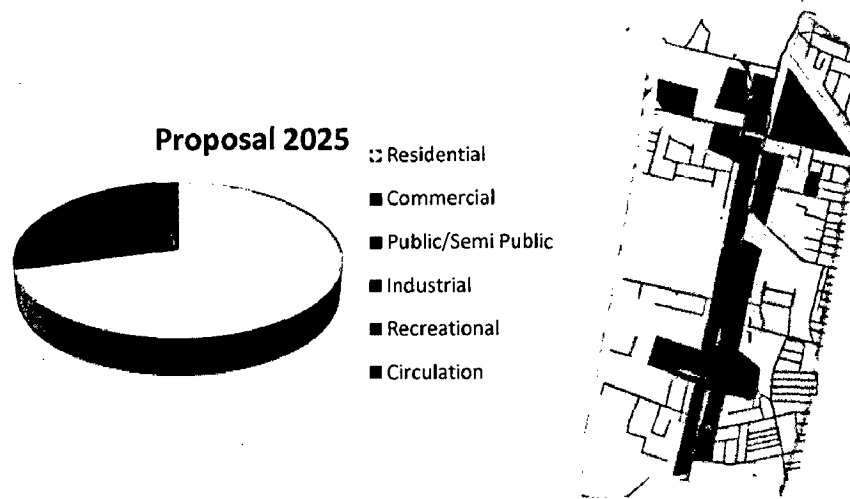 Proposal 2025
Residential
Commercial
Public/Semi Public
Industrial
Recreational
Circulation